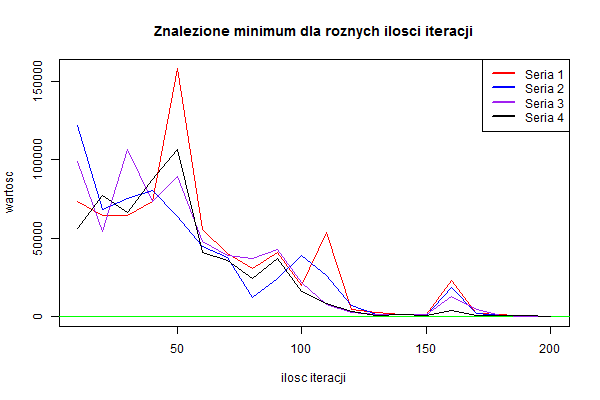 Znalezione minimum dla roznych ilosci iteracji
Seria 1
Seria 2
Seria 3
Seria 4
wartosc
150000
100000
50000
0
50
100
150
200
ilosc iteracji